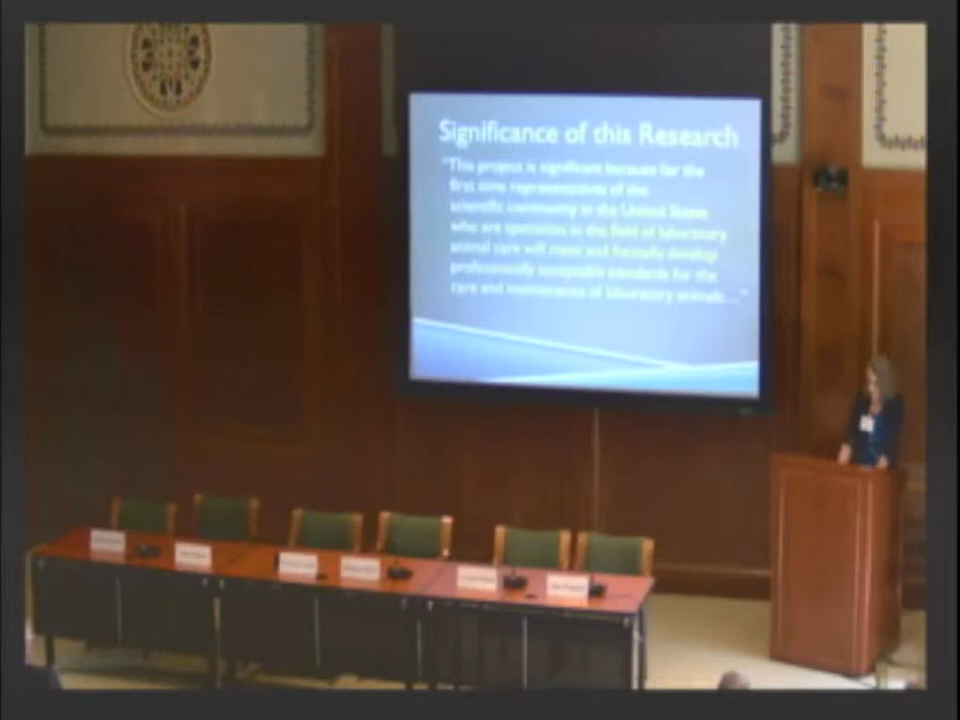 Significance of this Research
"This project is significant because for the
first time representatives of the
scientific community in the United States
who are specialists in the field of laboratory
animal care will meet and formally develop
professionally acceptable standards for the
care and maintenance of laboratory animals…"